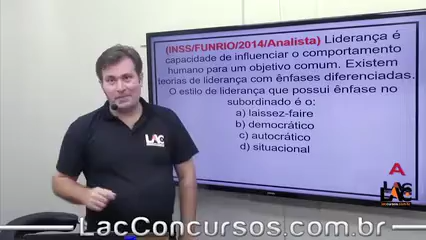 (INSS/FUNRIO/2014/Analista) Liderança é
capacidade de influenciar o comportamento
humano para um objetivo comum. Existem
teorias de liderança com ênfases diferenciadas.
O estilo de liderança que possui ênfase no
subordinado é o:
a) laissez-faire
b) democrático
c) autocrático
d) situacional
A
LAC
LAC
LacConcursos.com.br